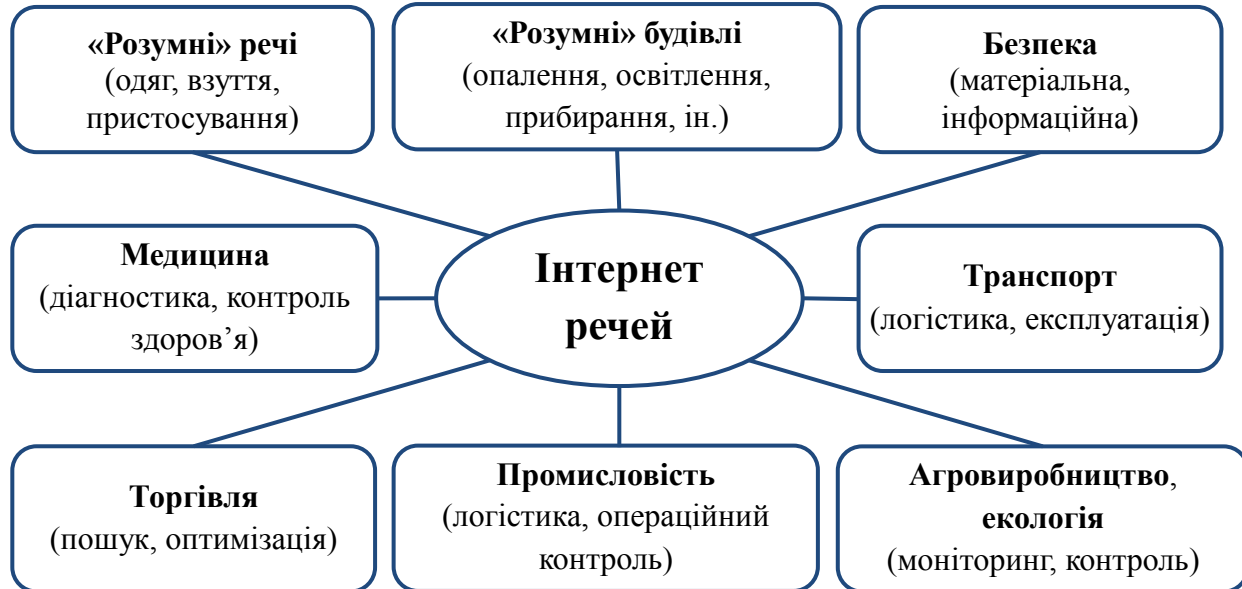 «Розумні» речі
(одяг, взуття,
пристосування)
«Розумні» будівлі
(опалення, освітлення,
прибирання, ін.)
Безпека
(матеріальна,
інформаційна)
Медицина
(діагностика, контроль
здоров’я)
Інтернет
речей
Транспорт
(логістика, експлуатація)
Торгівля
(пошук, оптимізація)
Промисловість
(логістика, операційний
контроль)
Агровиробництво,
екологія
(моніторинг, контроль)